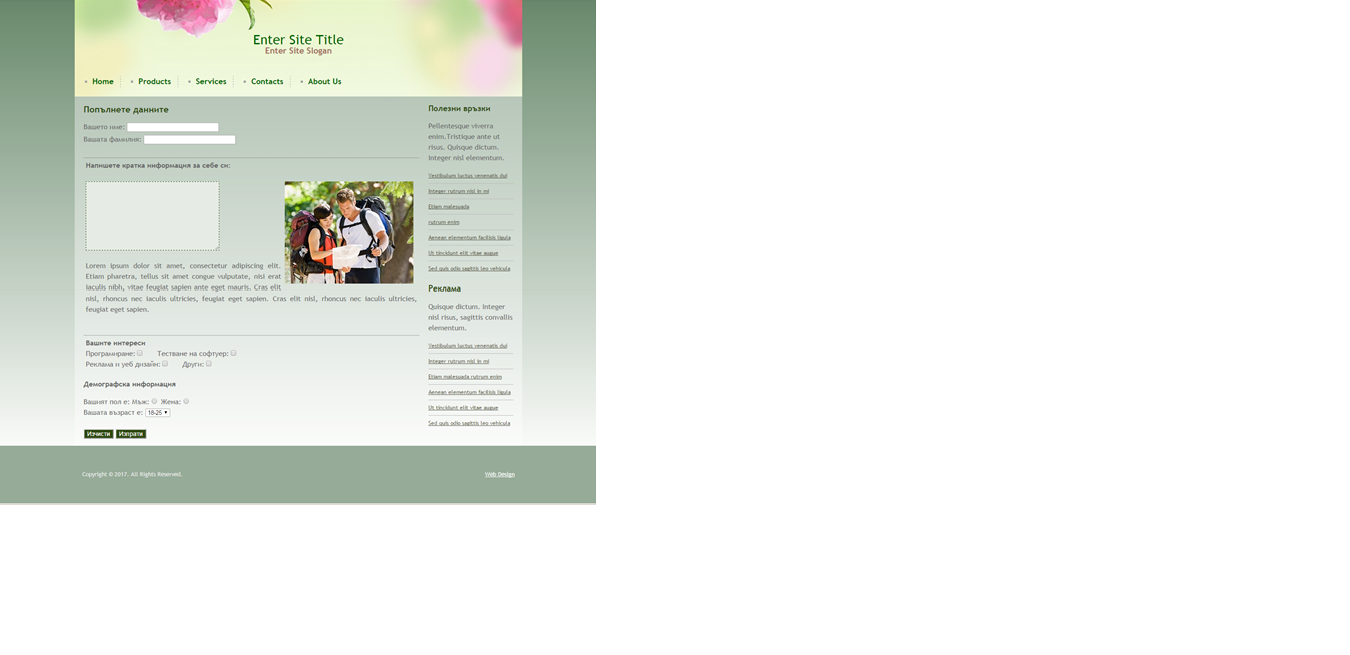 Enter Site Title
Enter Site Slogan
Home Products Services Contacts About Us
Попълнете данните
Вашето име:
Вашата фамилия:
Напишете кратка информация за себе си:
Lorem ipsum dolor sit amet, consectetur adipiscing elit.
Etiam pharetra, tellus sit amet congue vulputate, nisi erat
iaculis nibh, vitae feugiat sapien ante eget mauris. Cras elit
nisl, rhoncus nec iaculis ultricies, feugiat eget sapien. Cras elit nisl, rhoncus nec iaculis ultricies,
feugiat eget sapien.
Вашите интереси
Програмиране: Тестване на софтуер:
Реклама и уеб дизайн: Други:
Демографска информация
Вашият пол е: Мъж: Жена:
Вашата възраст е: 18-25
Изчисти Изпрати
Полезни връзки
Pellentesque viverra
enim.Tristique ante ut
risus. Quisque dictum.
Integer nisl elementum.
Vestibulum luctus venenatis dui
Integer rutrum nisl in mi
Etiam malesuada
rutrum enim
Aenean elementum facilisis ligula
Ut tincidunt elit vitae augue
Sed quis odio sagittis leo vehicula
Реклама
Quisque dictum. Integer
nisl risus, sagittis convallis
elementum.
Vestibulum luctus venenatis dui
Integer rutrum nisl in mi
Etiam malesuada rutrum enim
Aenean elementum facilisis ligula
Ut tincidunt elit vitae augue
Sed quis odio sagittis leo vehicula
Copyright © 2017. All Rights Reserved. Web Design